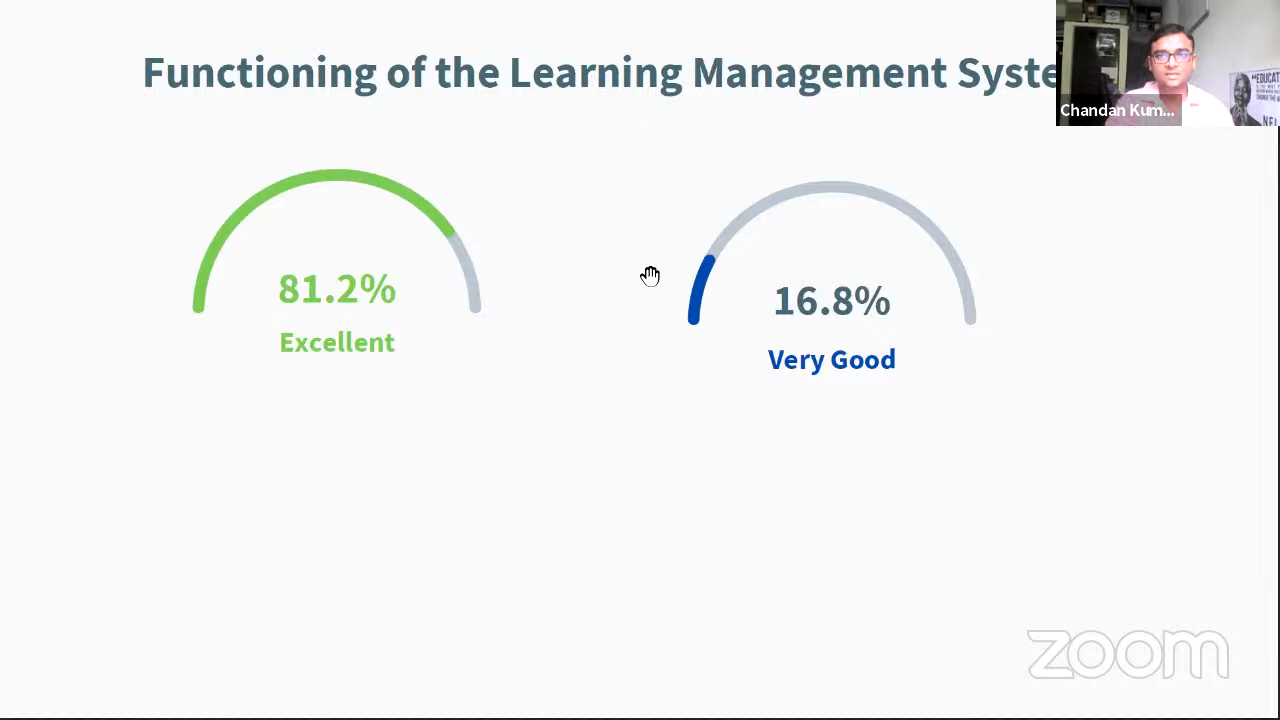 Functioning of the Learning Management Syste
Chandan Kum...
81.2%
Excellent
16.8%
Very Good
zoom